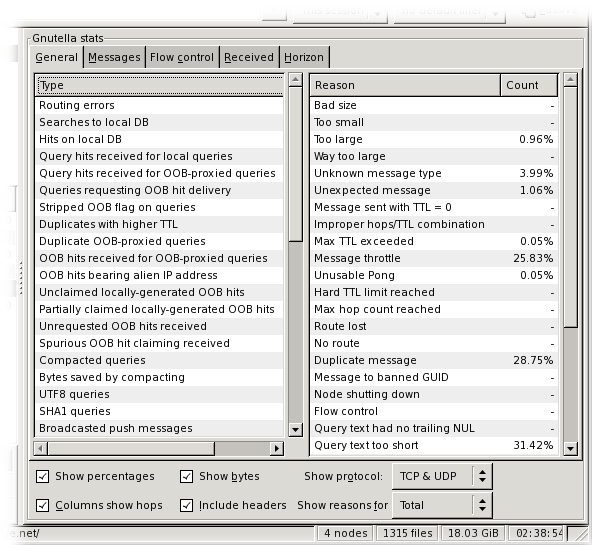 Gnutella stats
General Messages Flow control Received Horizon
Type
Routing errors
Searches to local DB
Hits on local DB
Query hits received for local queries
Query hits received for OOB-proxied queries
Queries requesting OOB hit delivery
Stripped OOB flag on queries
Duplicates with higher TTL
Duplicate OOB-proxied queries
OOB hits received for OOB-proxied queries
OOB hits bearing alien IP address
Unclaimed locally-generated OOB hits
Partially claimed locally-generated OOB hits
Unrequested OOB hits received
Spurious OOB hit claiming received
Compacted queries
Bytes saved by compacting
UTF8 queries
SHA1 queries
Broadcasted push messages
Reason Count
Bad size -
Too small -
Too large 0.96%
Way too large -
Unknown message type 3.99%
Unexpected message 1.06%
Message sent with TTL = 0 -
Improper hops/TTL combination -
Max TTL exceeded 0.05%
Message throttle 25.83%
Unusable Pong 0.05%
Hard TTL limit reached -
Max hop count reached -
Route lost -
No route -
Duplicate message 28.75%
Message to banned GUID -
Node shutting down -
Flow control -
Query text had no trailing NUL -
Query text too short 31.42%
Show percentages Show bytes Show protocol: TCP & UDP
Columns show hops Include headers Show reasons for Total
e.net/ 4 nodes 1315 files 18.03 GiB 02:38:54